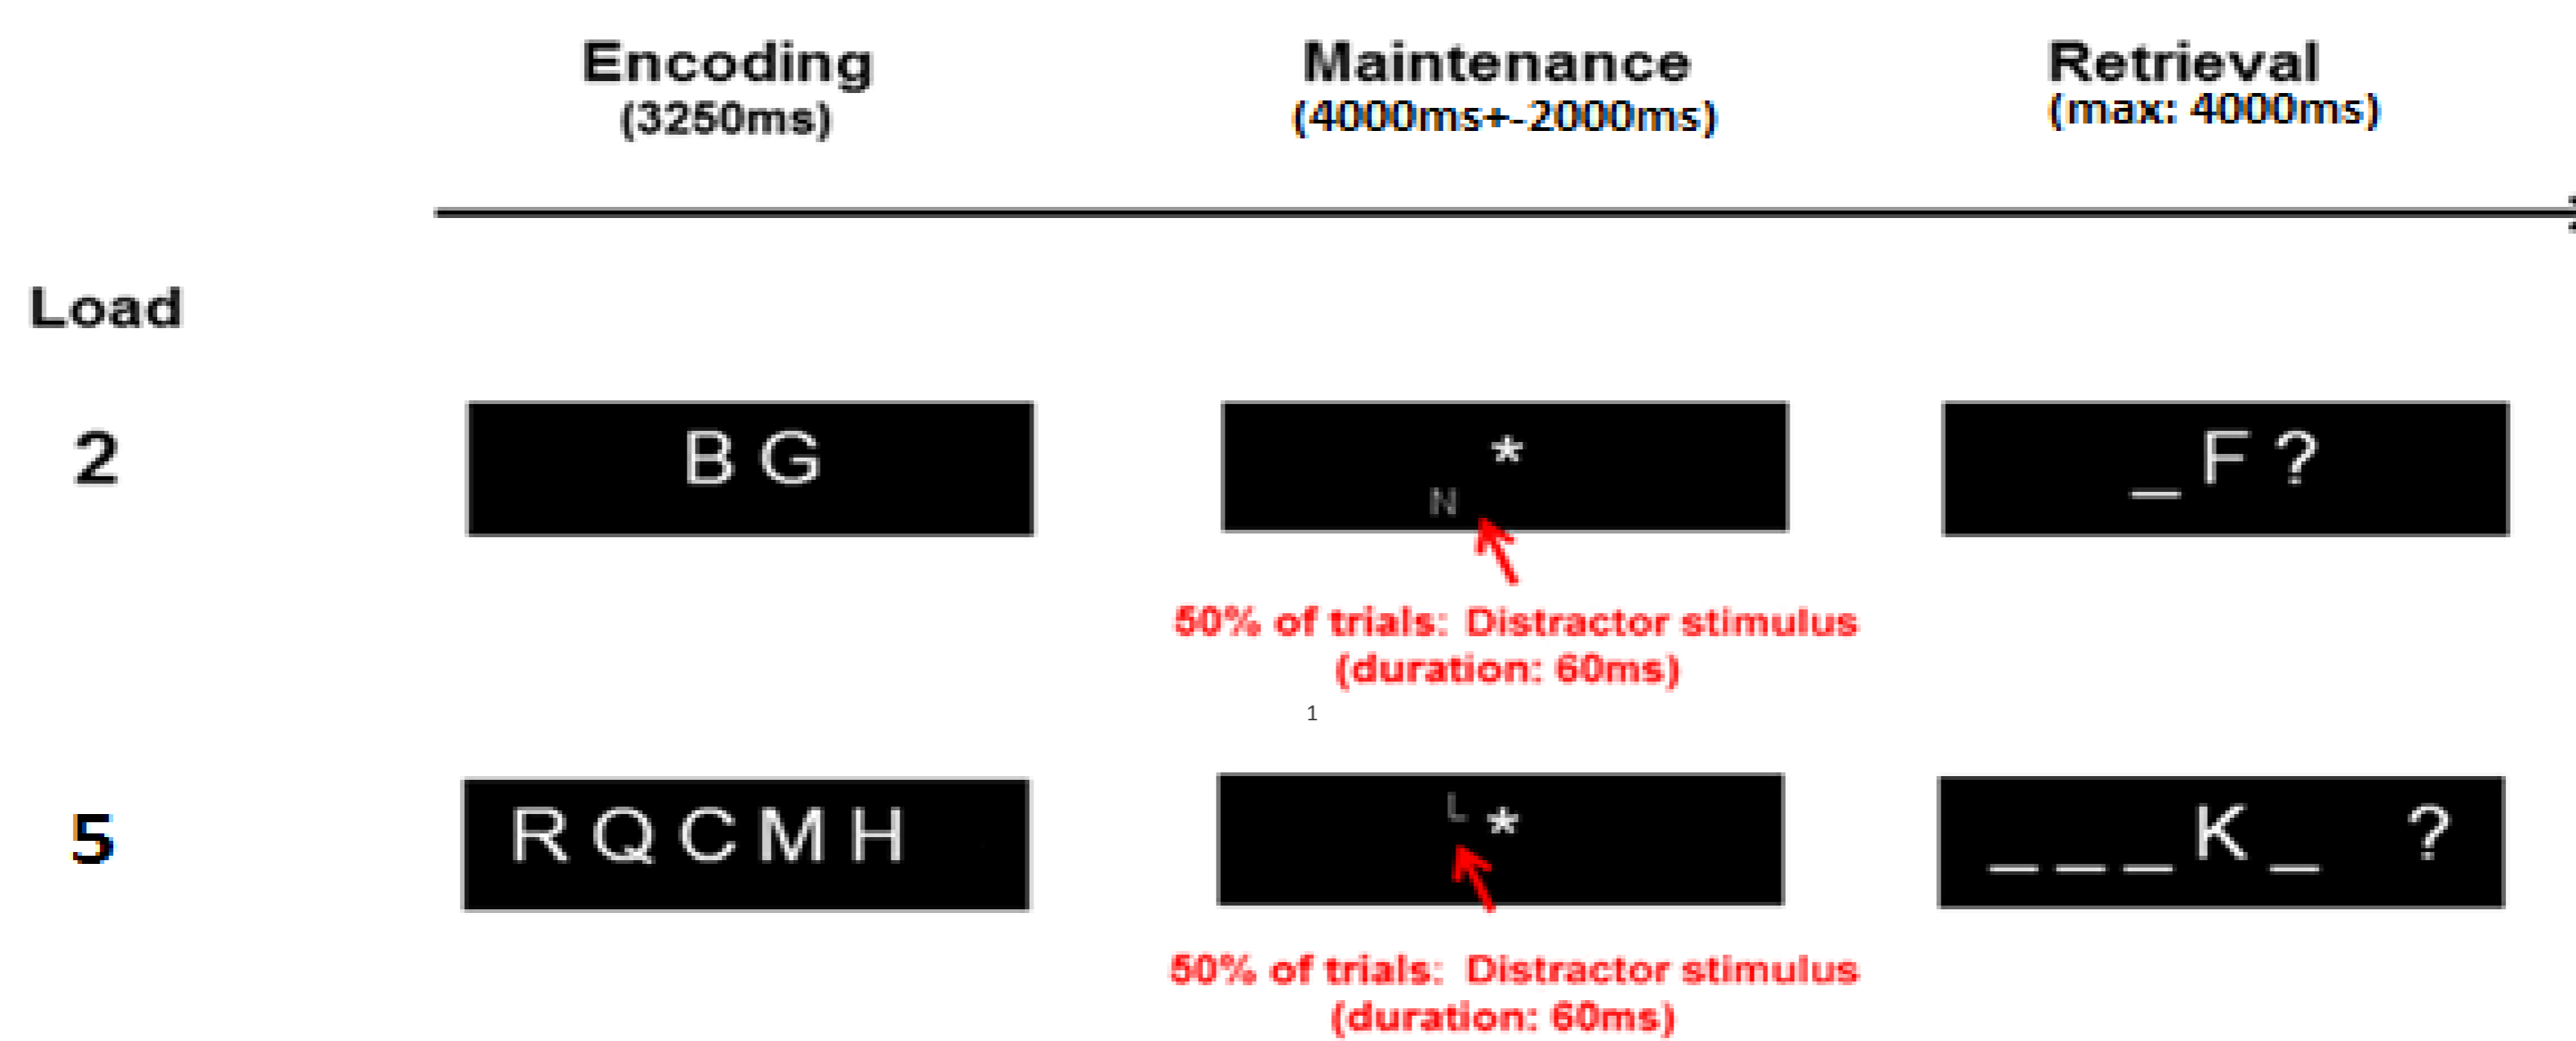 Encoding
(3250ms)
Maintenance
(4000ms+-2000ms)
Retrieval
(max: 4000ms)
Load
2
B G
*
N
_ F ?
50% of trials: Distractor stimulus
(duration: 60ms)
1
5
R Q C M H
L *
_ _ _ K _ ?
50% of trials: Distractor stimulus
(duration: 60ms)